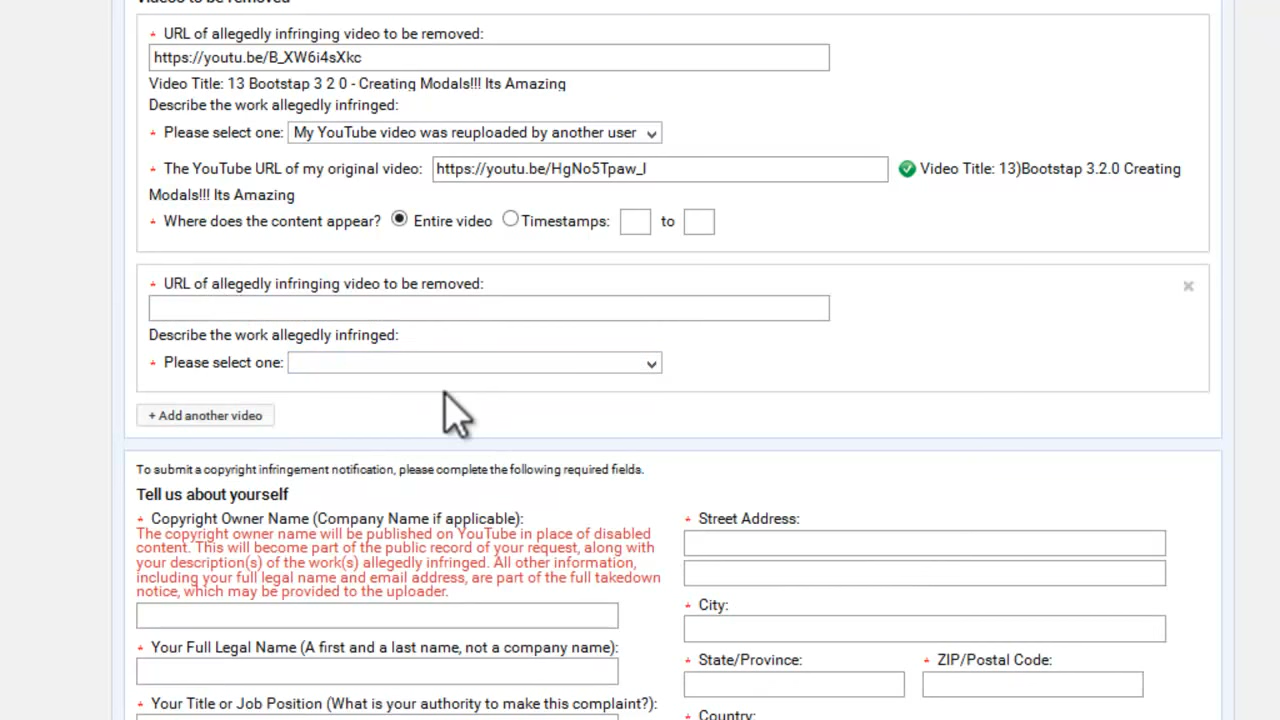 Videos to be removed
* URL of allegedly infringing video to be removed:
https://youtu.be/B_XW6i4sXkc
Video Title: 13 Bootstap 3 2 0 - Creating Modals!!! Its Amazing
Describe the work allegedly infringed:
* Please select one: My YouTube video was reuploaded by another user
* The YouTube URL of my original video: https://youtu.be/HgNo5Tpaw_I Video Title: 13)Bootstap 3.2.0 Creating
Modals!!! Its Amazing
* Where does the content appear? Entire video Timestamps: to
* URL of allegedly infringing video to be removed:
Describe the work allegedly infringed:
* Please select one:
+ Add another video
To submit a copyright infringement notification, please complete the following required fields.
Tell us about yourself
* Copyright Owner Name (Company Name if applicable):
The copyright owner name will be published on YouTube in place of disabled
content. This will become part of the public record of your request, along with
your description(s) of the work(s) allegedly infringed. All other information,
including your full legal name and email address, are part of the full takedown
notice, which may be provided to the uploader.
* Your Full Legal Name (A first and a last name, not a company name):
* Your Title or Job Position (What is your authority to make this complaint?):
* Street Address:
* City:
* State/Province: * ZIP/Postal Code:
* Country: